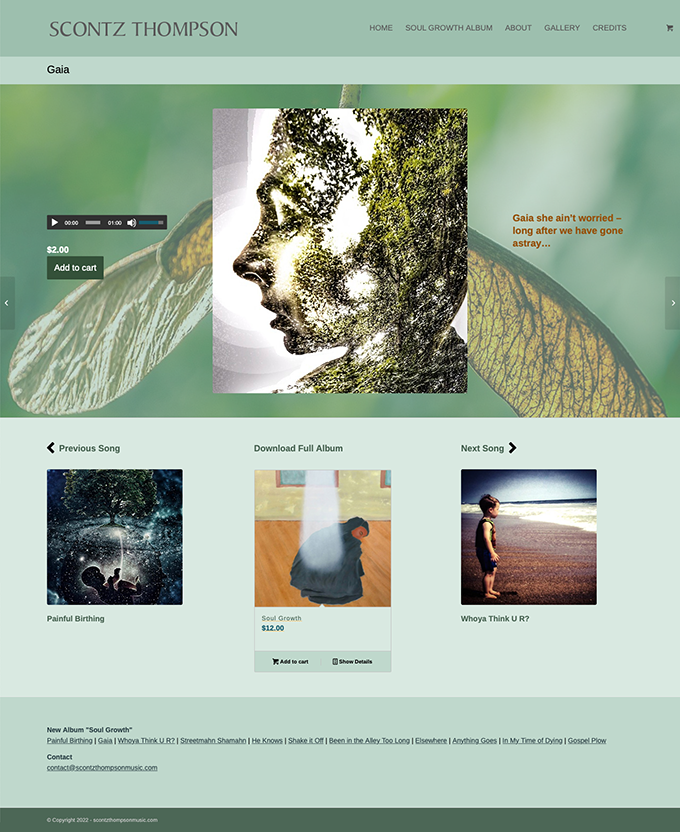 SCONTZ THOMPSON
HOME SOUL GROWTH ALBUM ABOUT GALLERY CREDITS
Gaia
00:00 01:00
$2.00
Add to cart
Gaia she ain't worried –
long after we have gone
astray…
Previous Song
Download Full Album
Next Song
Painful Birthing
Soul Growth
$12.00
Add to cart Show Details
Whoya Think U R?
New Album "Soul Growth"
Painful Birthing | Gaia | Whoya Think U R? | Streetmahn Shamahn | He Knows | Shake it Off | Been in the Alley Too Long | Elsewhere | Anything Goes | In My Time of Dying | Gospel Plow
Contact
contact@scontzthompsonmusic.com
© Copyright 2022 - scontzthompsonmusic.com